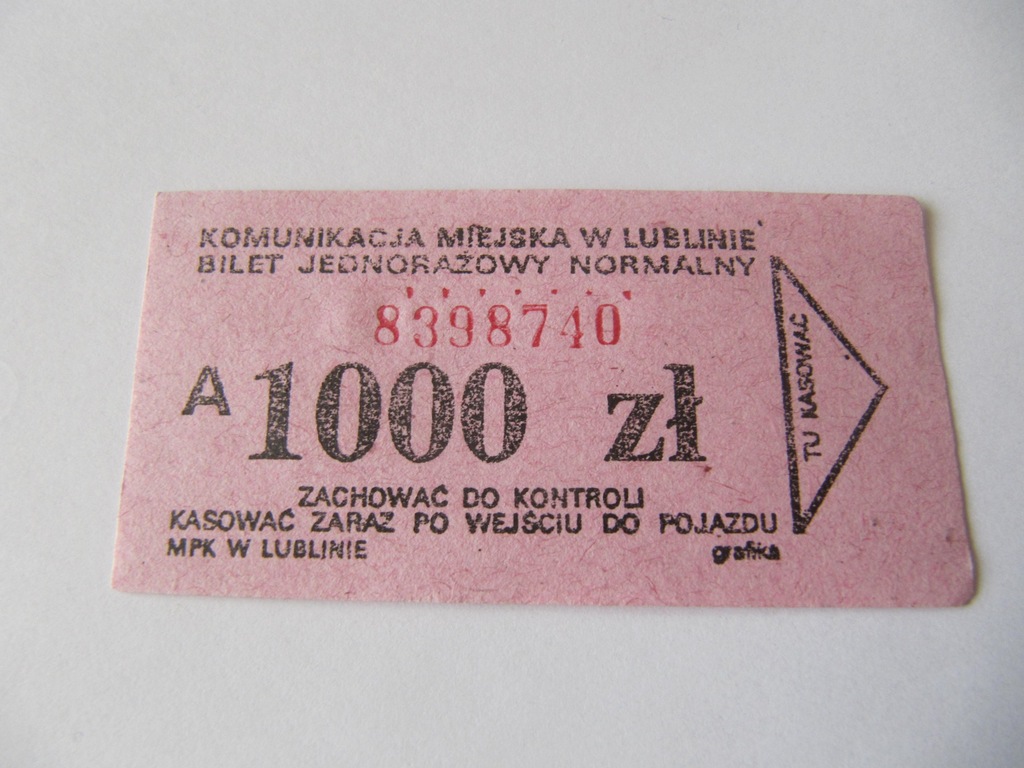 KOMUNIKACJA MIEJSKA W LUBLINIE
BILET JEDNORAZOWY NORMALNY
8398740
A 1000 zł
TU KASOWAĆ
ZACHOWAĆ DO KONTROLI
KASOWAĆ ZARAZ PO WEJŚCIU DO POJAZDU
MPK W LUBLINIE grafika